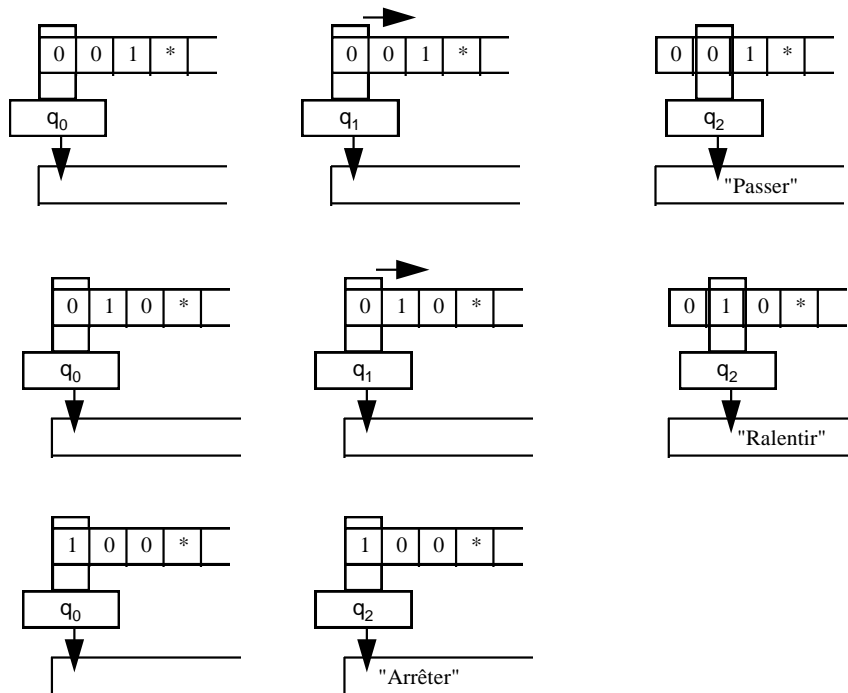 0 0 1 * 0 0 1 * 0 0 1 *
q0 q1 q2
"Passer"
0 1 0 * 0 1 0 * 0 1 0 *
q0 q1 q2
"Ralentir"
1 0 0 * 1 0 0 *
q0 q2
"Arrêter"